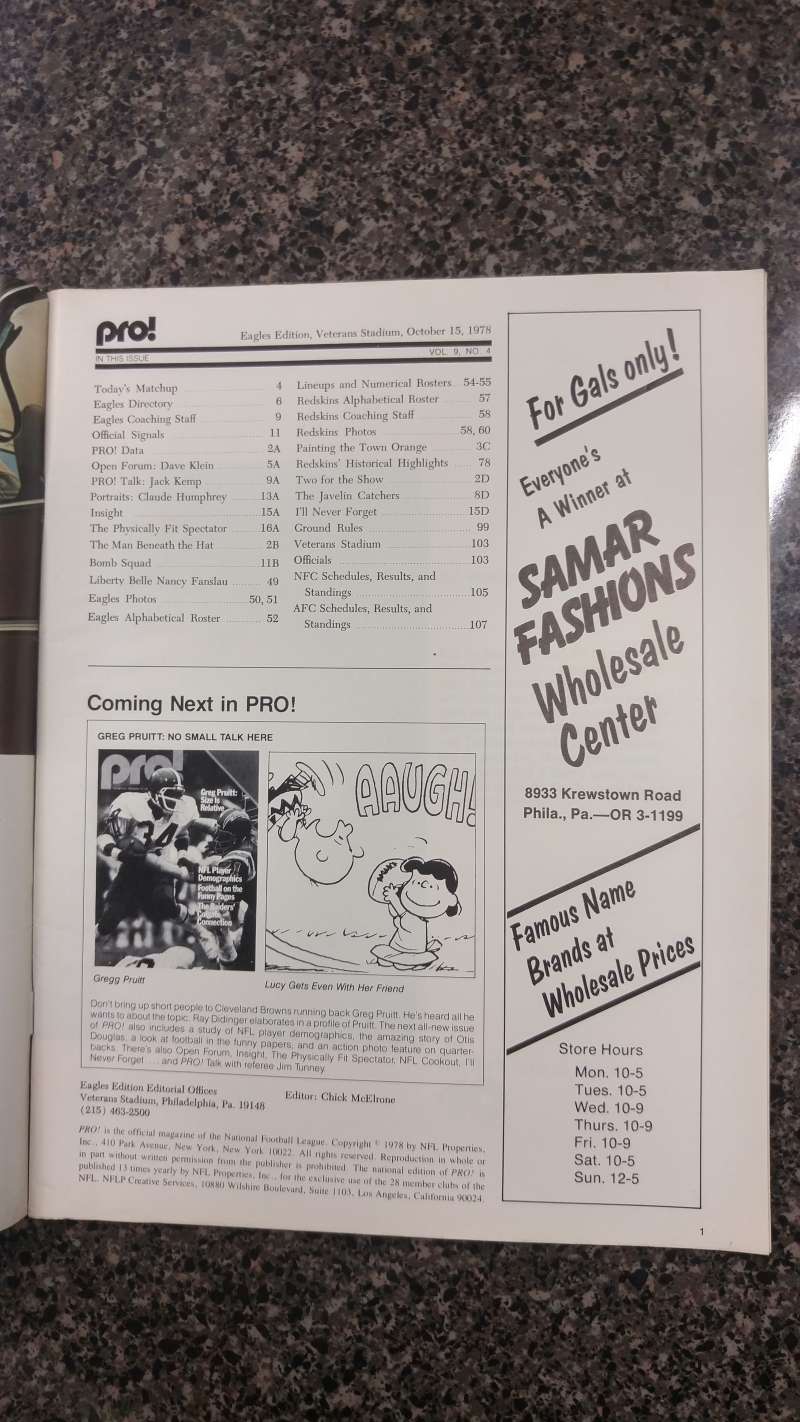 pro!
Eagles Edition, Veterans Stadium, October 15, 1978
IN THIS ISSUE
VOL. 9, NO. 4
Today's Matchup 4
Eagles Directory 6
Eagles Coaching Staff 9
Official Signals 11
PRO! Data 2A
Open Forum: Dave Klein 5A
PRO! Talk: Jack Kemp 9A
Portraits: Claude Humphrey 13A
Insight 15A
The Physically Fit Spectator 16A
The Man Beneath the Hat 2B
Bomb Squad 11B
Liberty Belle Nancy Fanslau 49
Eagles Photos 50, 51
Eagles Alphabetical Roster 52
Lineups and Numerical Rosters 54-55
Redskins Alphabetical Roster 57
Redskins Coaching Staff 58
Redskins Photos 58, 60
Painting the Town Orange 3C
Redskins' Historical Highlights 78
Two for the Show 2D
The Javelin Catchers 8D
I'll Never Forget 15D
Ground Rules 99
Veterans Stadium 103
Officials 103
NFC Schedules, Results, and
Standings 105
AFC Schedules, Results, and
Standings 107
Coming Next in PRO!
GREG PRUITT: NO SMALL TALK HERE
pro!
Greg Pruitt:
Size Is
Relative
34
NFL Player
Demographics
Football on the
Funny Pages
The Raiders'
Colgate
Connection
AAUGH!
Gregg Pruitt
Lucy Gets Even With Her Friend
Don't bring up short people to Cleveland Browns running back Greg Pruitt. He's heard all he
wants to about the topic. Ray Didinger elaborates in a profile of Pruitt. The next all-new issue
of PRO! also includes a study of NFL player demographics, the amazing story of Otis
Douglas, a look at football in the funny papers, and an action photo feature on quarter-
backs. There's also Open Forum, Insight, The Physically Fit Spectator, NFL Cookout, I'll
Never Forget . . . and PRO! Talk with referee Jim Tunney.
Eagles Edition Editorial Offices
Veterans Stadium, Philadelphia, Pa. 19148
(215) 463-2500
Editor: Chick McElrone
PRO! is the official magazine of the National Football League. Copyright © 1978 by NFL Properties,
Inc., 410 Park Avenue, New York, New York 10022. All rights reserved. Reproduction in whole or
in part without written permission from the publisher is prohibited. The national edition of PRO! is
published 13 times yearly by NFL Properties, Inc., for the exclusive use of the 28 member clubs of the
NFL. NFLP Creative Services, 10880 Wilshire Boulevard, Suite 1103, Los Angeles, California 90024.
For Gals only!
Everyone's
A Winner at
SAMAR
FASHIONS
Wholesale
Center
8933 Krewstown Road
Phila., Pa.—OR 3-1199
Famous Name
Brands at
Wholesale Prices
Store Hours
Mon. 10-5
Tues. 10-5
Wed. 10-9
Thurs. 10-9
Fri. 10-9
Sat. 10-5
Sun. 12-5
1